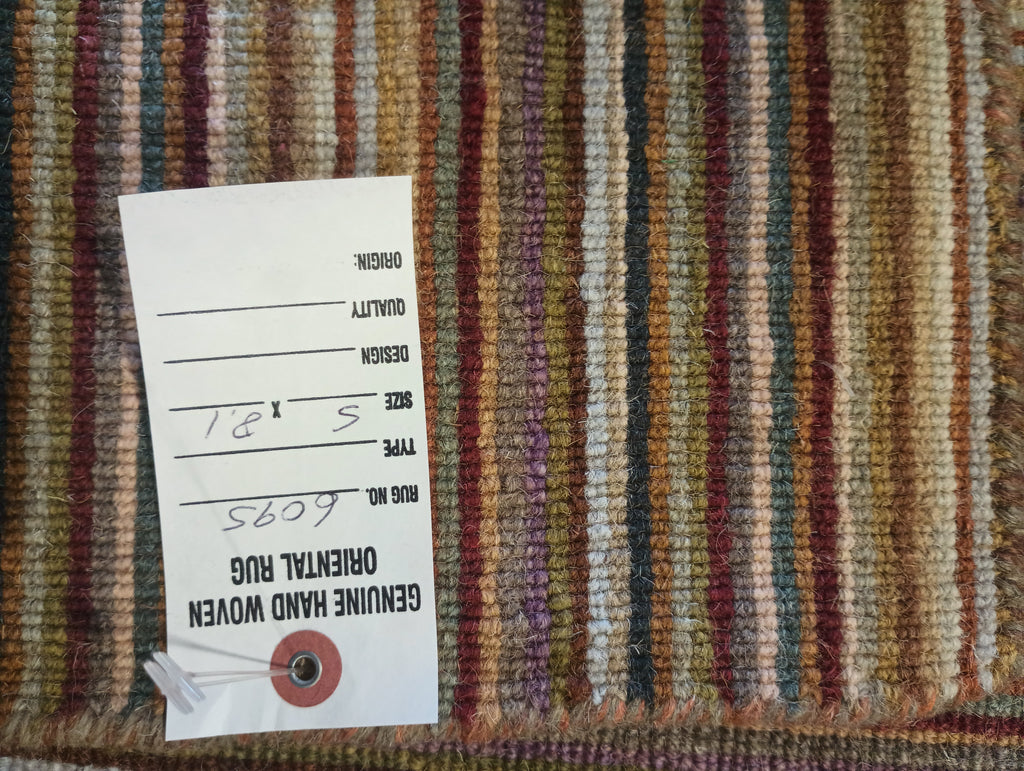 GENUINE HAND WOVEN
ORIENTAL RUG
RUG NO. 6095
TYPE
SIZE 5 X 8.1
DESIGN
QUALITY
ORIGIN: